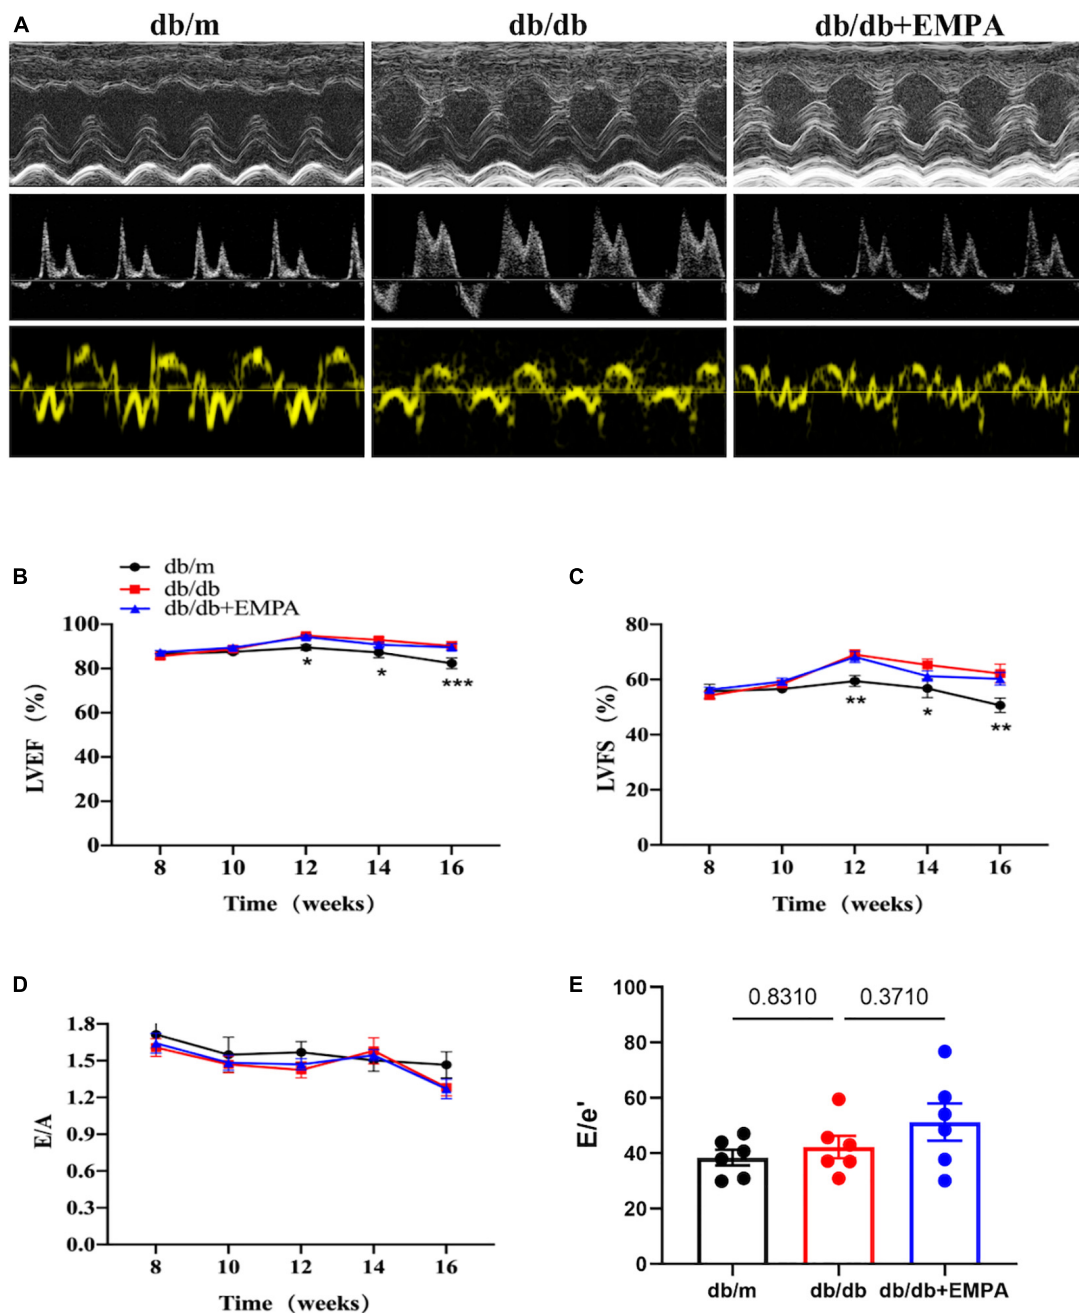 A
db/m
db/db
db/db+EMPA
B
db/m
db/db
db/db+EMPA
100
80
60
40
20
0
LVEF (%)
*
*
***
8
10
12
14
16
Time (weeks)
C
80
60
40
20
0
LVFS (%)
**
*
**
8
10
12
14
16
Time (weeks)
D
1.8
1.5
1.2
0.9
0.6
0.3
0.0
E/A
8
10
12
14
16
Time (weeks)
E
0.8310
0.3710
100
80
60
40
20
0
E/e'
db/m
db/db
db/db+EMPA